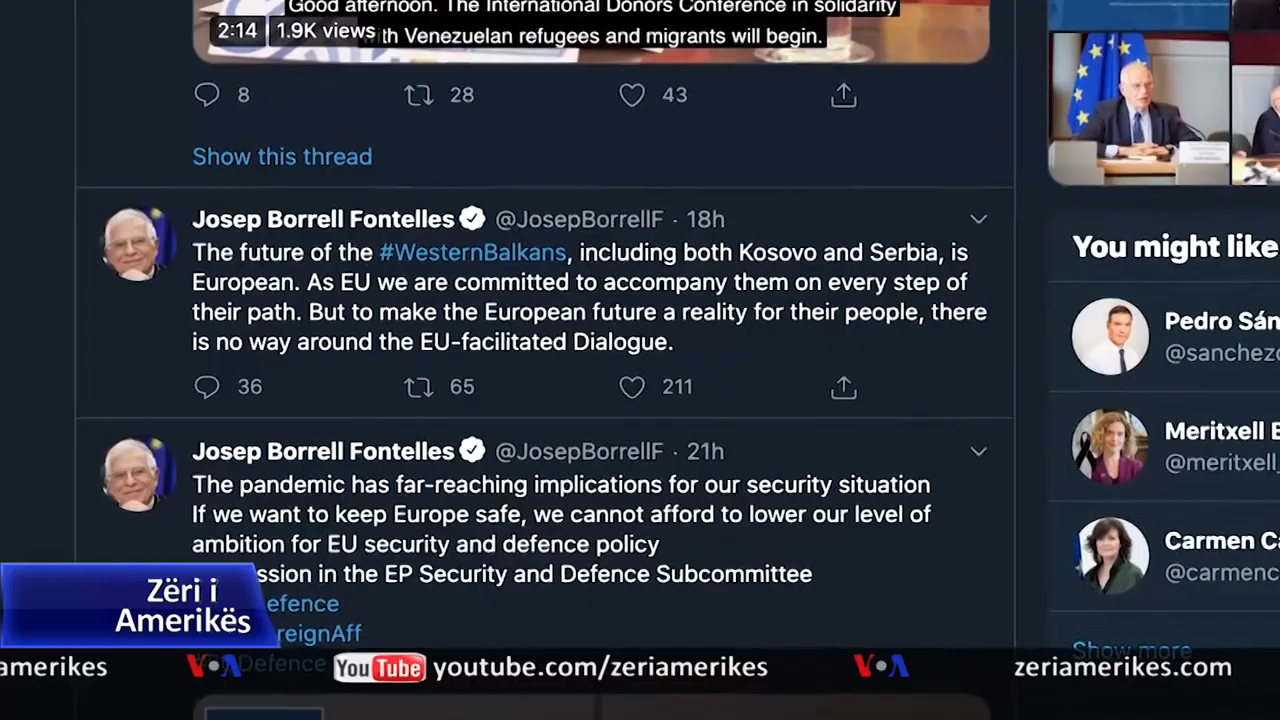 Good afternoon. The International Donors Conference in solidarity
2:14 1.9K views th Venezuelan refugees and migrants will begin.
8 28 43
Show this thread
Josep Borrell Fontelles @JosepBorrellF · 18h
The future of the #WesternBalkans, including both Kosovo and Serbia, is
European. As EU we are committed to accompany them on every step of
their path. But to make the European future a reality for their people, there
is no way around the EU-facilitated Dialogue.
36 65 211
Josep Borrell Fontelles @JosepBorrellF · 21h
The pandemic has far-reaching implications for our security situation
If we want to keep Europe safe, we cannot afford to lower our level of
ambition for EU security and defence policy
ssion in the EP Security and Defence Subcommittee
efence
reignAff
Defence
You might like
Pedro Sán
@sanchezc
Meritxell B
@meritxell
Carmen Ca
@carmenc
Show more
Zëri i
Amerikës
amerikes VOA YouTube youtube.com/zeriamerikes VOA zeriamerikes.com